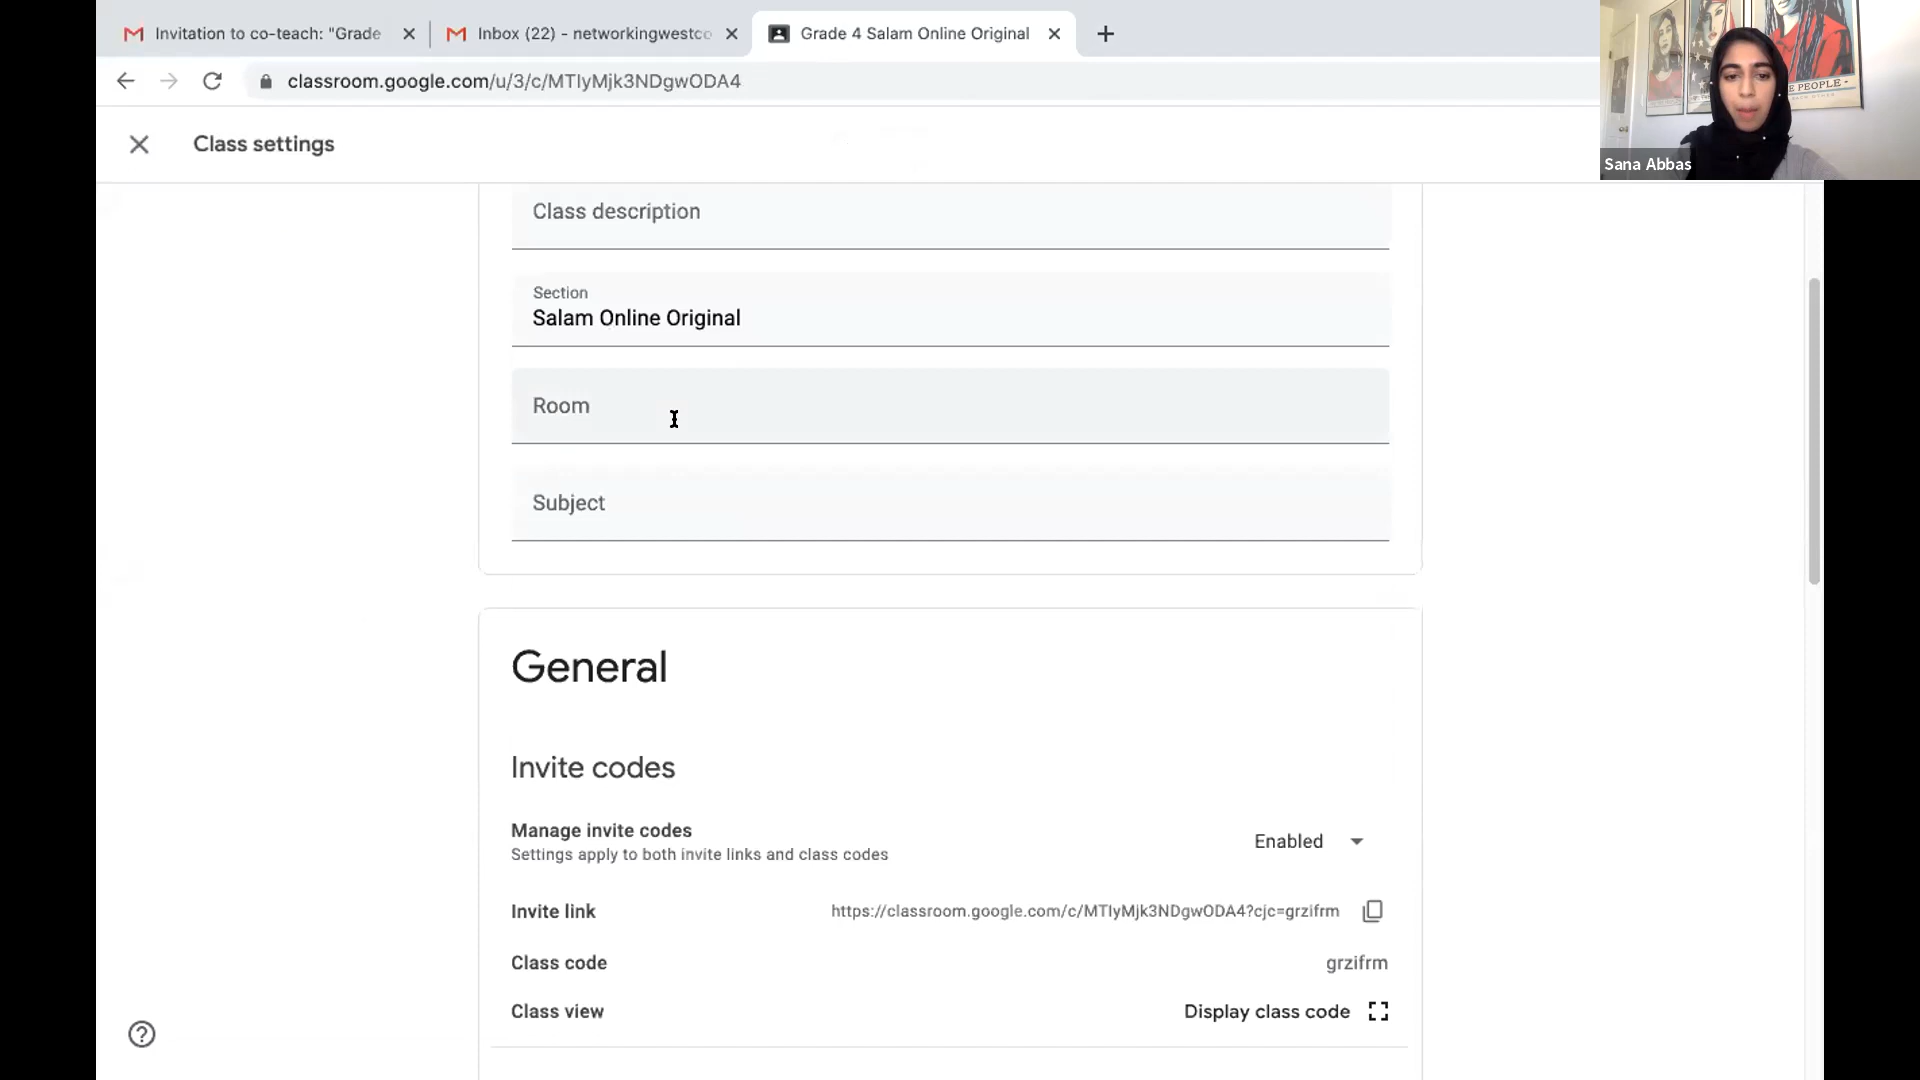 Invitation to co-teach: "Grade
Inbox (22) - networkingwestco
Grade 4 Salam Online Original
classroom.google.com/u/3/c/MTIyMjk3NDgwODA4
Class settings
E PEOPLE -
Sana Abbas
Class description
Section
Salam Online Original
Room
Subject
General
Invite codes
Manage invite codes
Enabled
Settings apply to both invite links and class codes
Invite link
https://classroom.google.com/c/MTIyMjk3NDgwODA4?cjc=grzifrm
Class code
grzifrm
Class view
Display class code